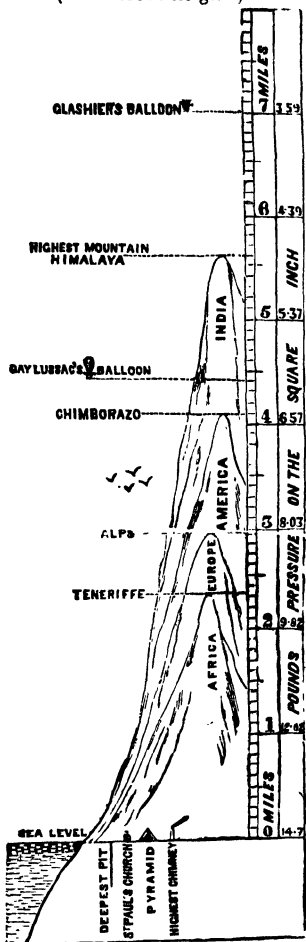 GLASHIER'S BALLOON
7 MILES
3·59
6
4·39
HIGHEST MOUNTAIN
HIMALAYA
INDIA
5
5·37
GAY LUSSAC'S BALLOON
CHIMBORAZO
4
6·57
AMERICA
ALPS
3
8·03
EUROPE
TENERIFFE
2
9·82
AFRICA
1
POUNDS PRESSURE ON THE SQUARE INCH
0 MILES
14·7
SEA LEVEL
DEEPEST PIT
ST PAUL'S CHURCH
PYRAMID
HIGHEST CHIMNEY